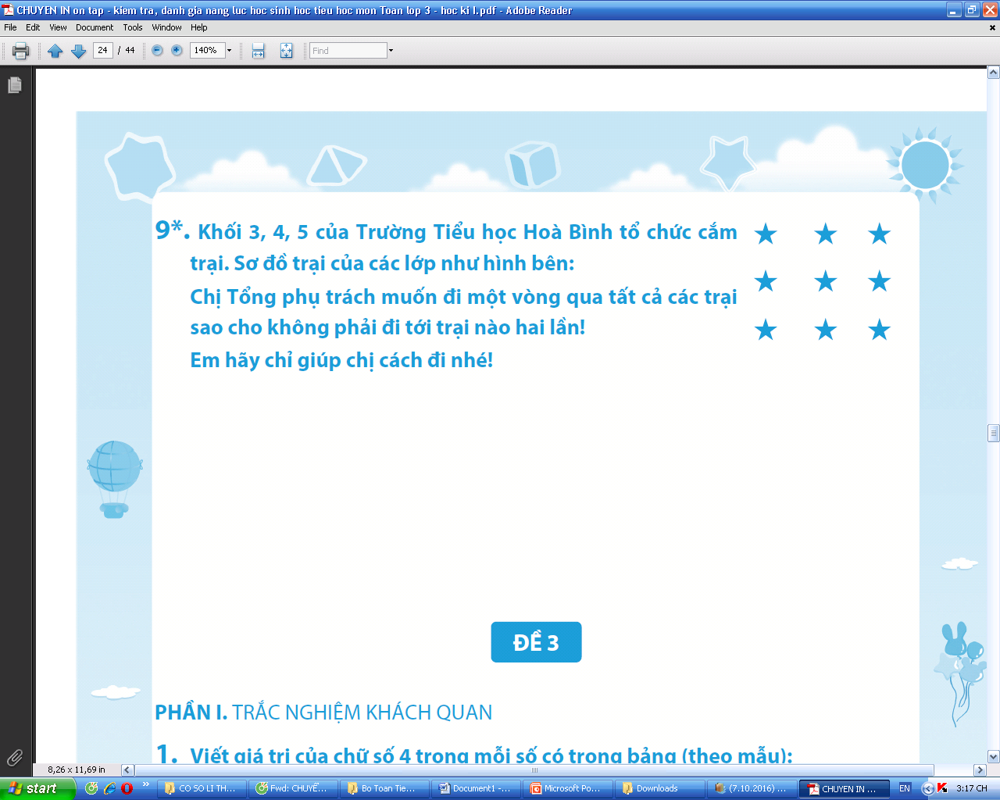 CHUYEN IN on tap - kiem tra, danh gia nang luc hoc sinh hoc tieu hoc mon Toan lop 3 - hoc ki I.pdf - Adobe Reader
File Edit View Document Tools Window Help
24 / 44 140% Find
9*. Khối 3, 4, 5 của Trường Tiểu học Hoà Bình tổ chức cắm
trại. Sơ đồ trại của các lớp như hình bên:
Chị Tổng phụ trách muốn đi một vòng qua tất cả các trại
sao cho không phải đi tới trại nào hai lần!
Em hãy chỉ giúp chị cách đi nhé!
ĐỀ 3
PHẦN I. TRẮC NGHIỆM KHÁCH QUAN
1. Viết giá trị của chữ số 4 trong mỗi số có trong bảng (theo mẫu):
8,26 x 11,69 in
start CO SO LI TH... Fwd: CHUYẾ... Bo Toan Tie... Document1 -... Microsoft Po... Downloads (7.10.2016) ... CHUYEN IN ... EN 3:17 CH